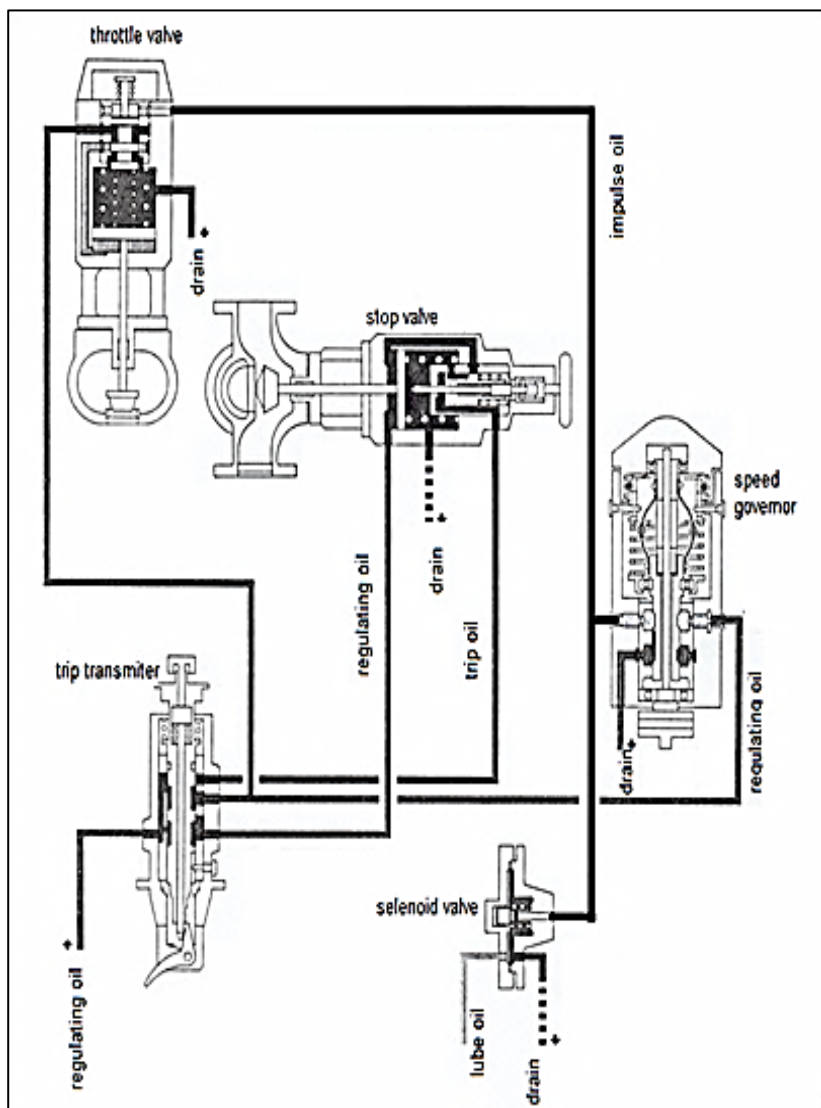 throttle valve
impulse oil
drain
stop valve
speed
governor
regulating oil
drain
trip oil
trip transmiter
regulating oil
drain
selenoid valve
regulating oil
lube oil
drain